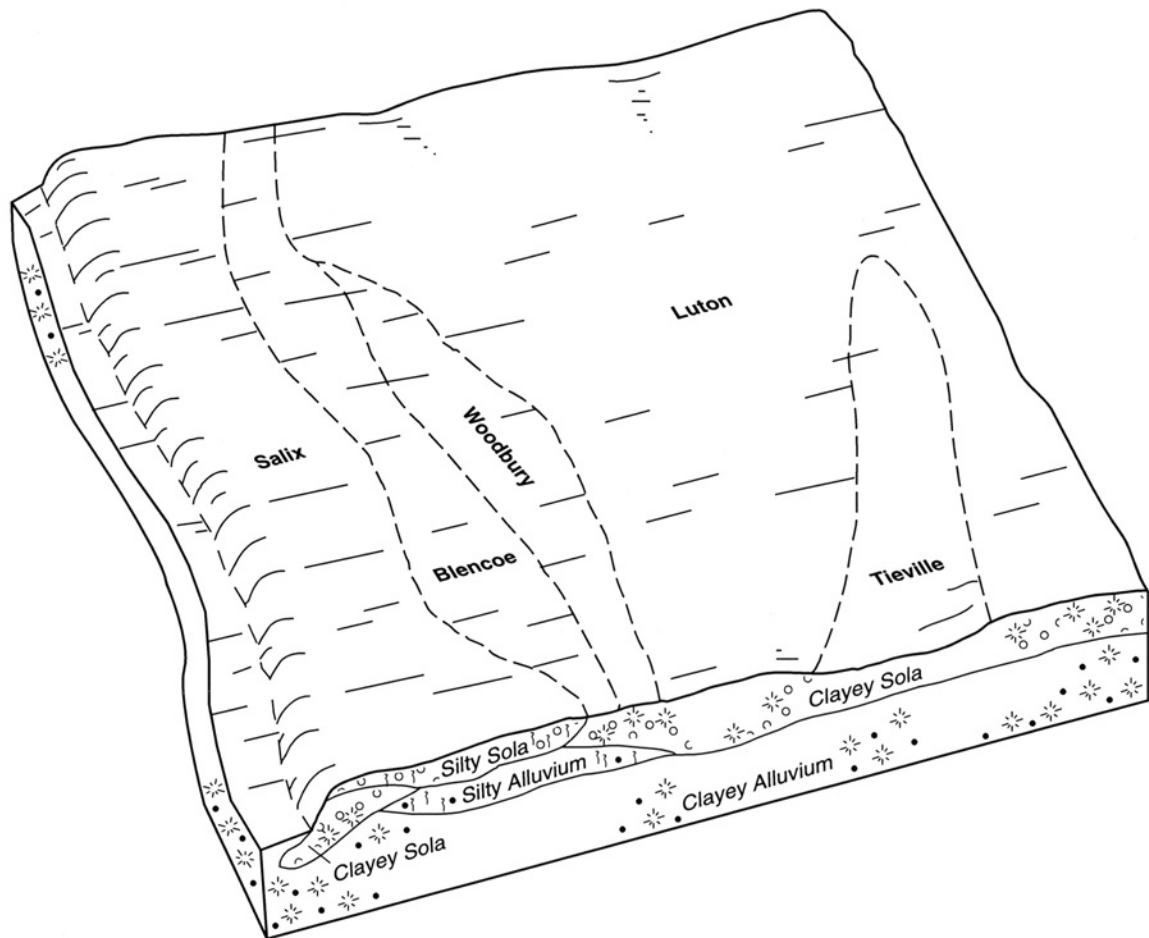 Luton
Salix
Woodbury
Blencoe
Tieville
Clayey Sola
Silty Sola
Silty Alluvium
Clayey Alluvium
Clayey Sola